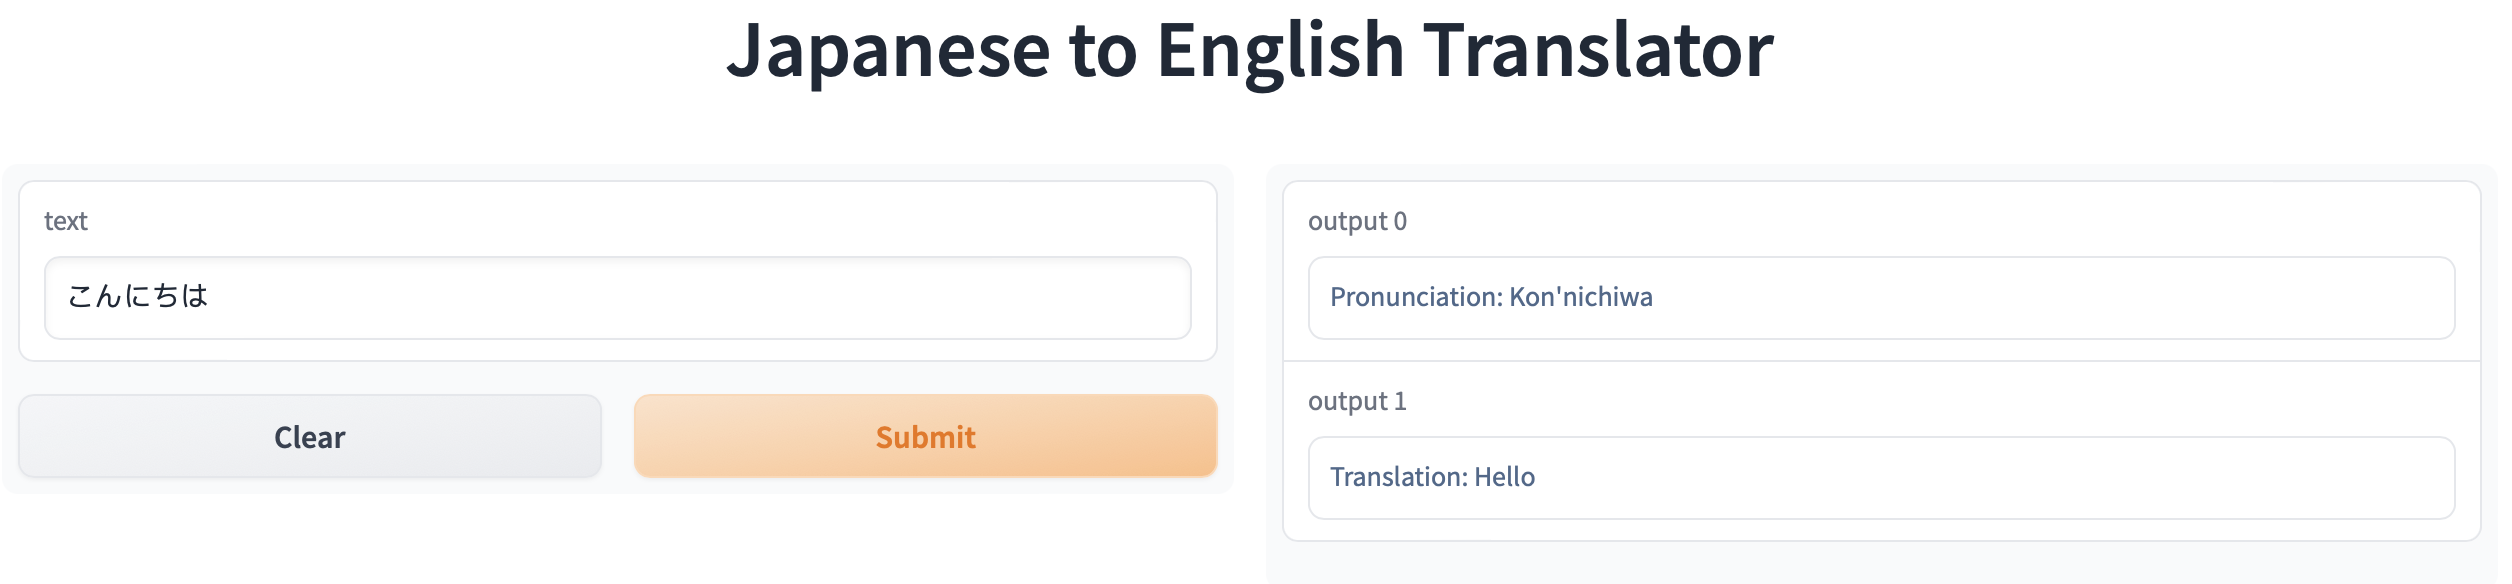 Japanese to English Translator
text
こんにちは
Clear
Submit
output 0
Pronunciation: Kon'nichiwa
output 1
Translation: Hello